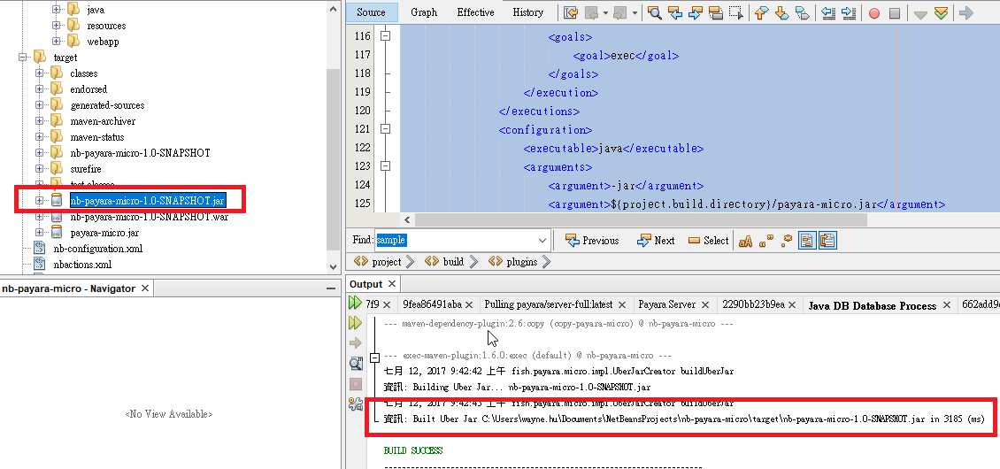 java
resources
webapp
target
classes
endorsed
generated-sources
maven-archiver
maven-status
nb-payara-micro-1.0-SNAPSHOT
surefire
test-classes
nb-payara-micro-1.0-SNAPSHOT.jar
nb-payara-micro-1.0-SNAPSHOT.war
payara-micro.jar
nb-configuration.xml
nbactions.xml
nb-payara-micro - Navigator
<No View Available>
Source Graph Effective History
116 <goals>
117 <goal>exec</goal>
118 </goals>
119 </execution>
120 </executions>
121 <configuration>
122 <executable>java</executable>
123 <arguments>
124 <argument>-jar</argument>
125 <argument>${project.build.directory}/payara-micro.jar</argument>
Find: sample Previous Next Select
project build plugins
Output
7f9 9fea86491aba Pulling payara/server-full:latest Payara Server 2290bb23b9ea Java DB Database Process 662add9
--- maven-dependency-plugin:2.6:copy (copy-payara-micro) @ nb-payara-micro ---
--- exec-maven-plugin:1.6.0:exec (default) @ nb-payara-micro ---
七月 12, 2017 9:42:42 上午 fish.payara.micro.impl.UberJarCreator buildUberJar
資訊: Building Uber Jar... nb-payara-micro-1.0-SNAPSHOT.jar
七月 12, 2017 9:42:45 上午 fish.payara.micro.impl.UberJarCreator buildUberJar
資訊: Built Uber Jar C:\Users\wayne.hu\Documents\NetBeansProjects\nb-payara-micro\target\nb-payara-micro-1.0-SNAPSHOT.jar in 3185 (ms)
BUILD SUCCESS
------------------------------------------------------------------------